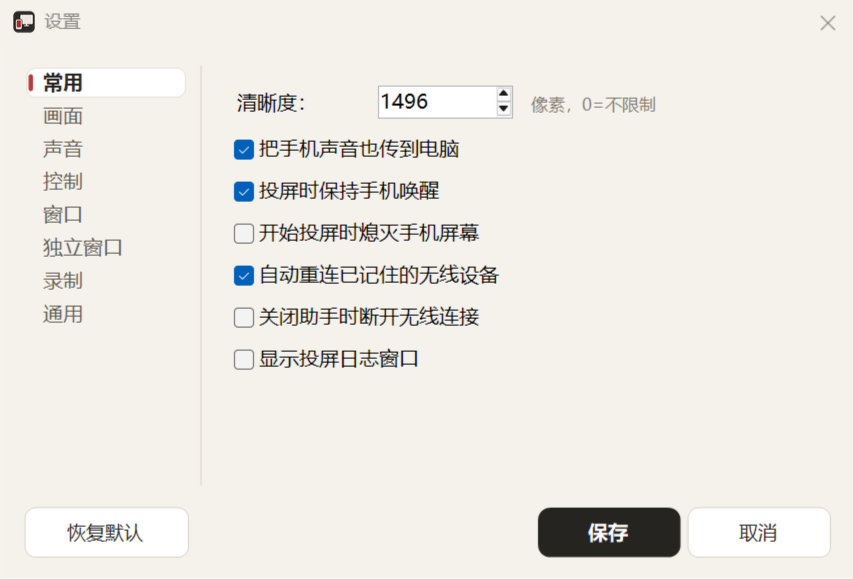 设置
常用
画面
声音
控制
窗口
独立窗口
录制
通用
清晰度： 1496 像素，0=不限制
把手机声音也传到电脑
投屏时保持手机唤醒
开始投屏时熄灭手机屏幕
自动重连已记住的无线设备
关闭助手时断开无线连接
显示投屏日志窗口
恢复默认 保存 取消